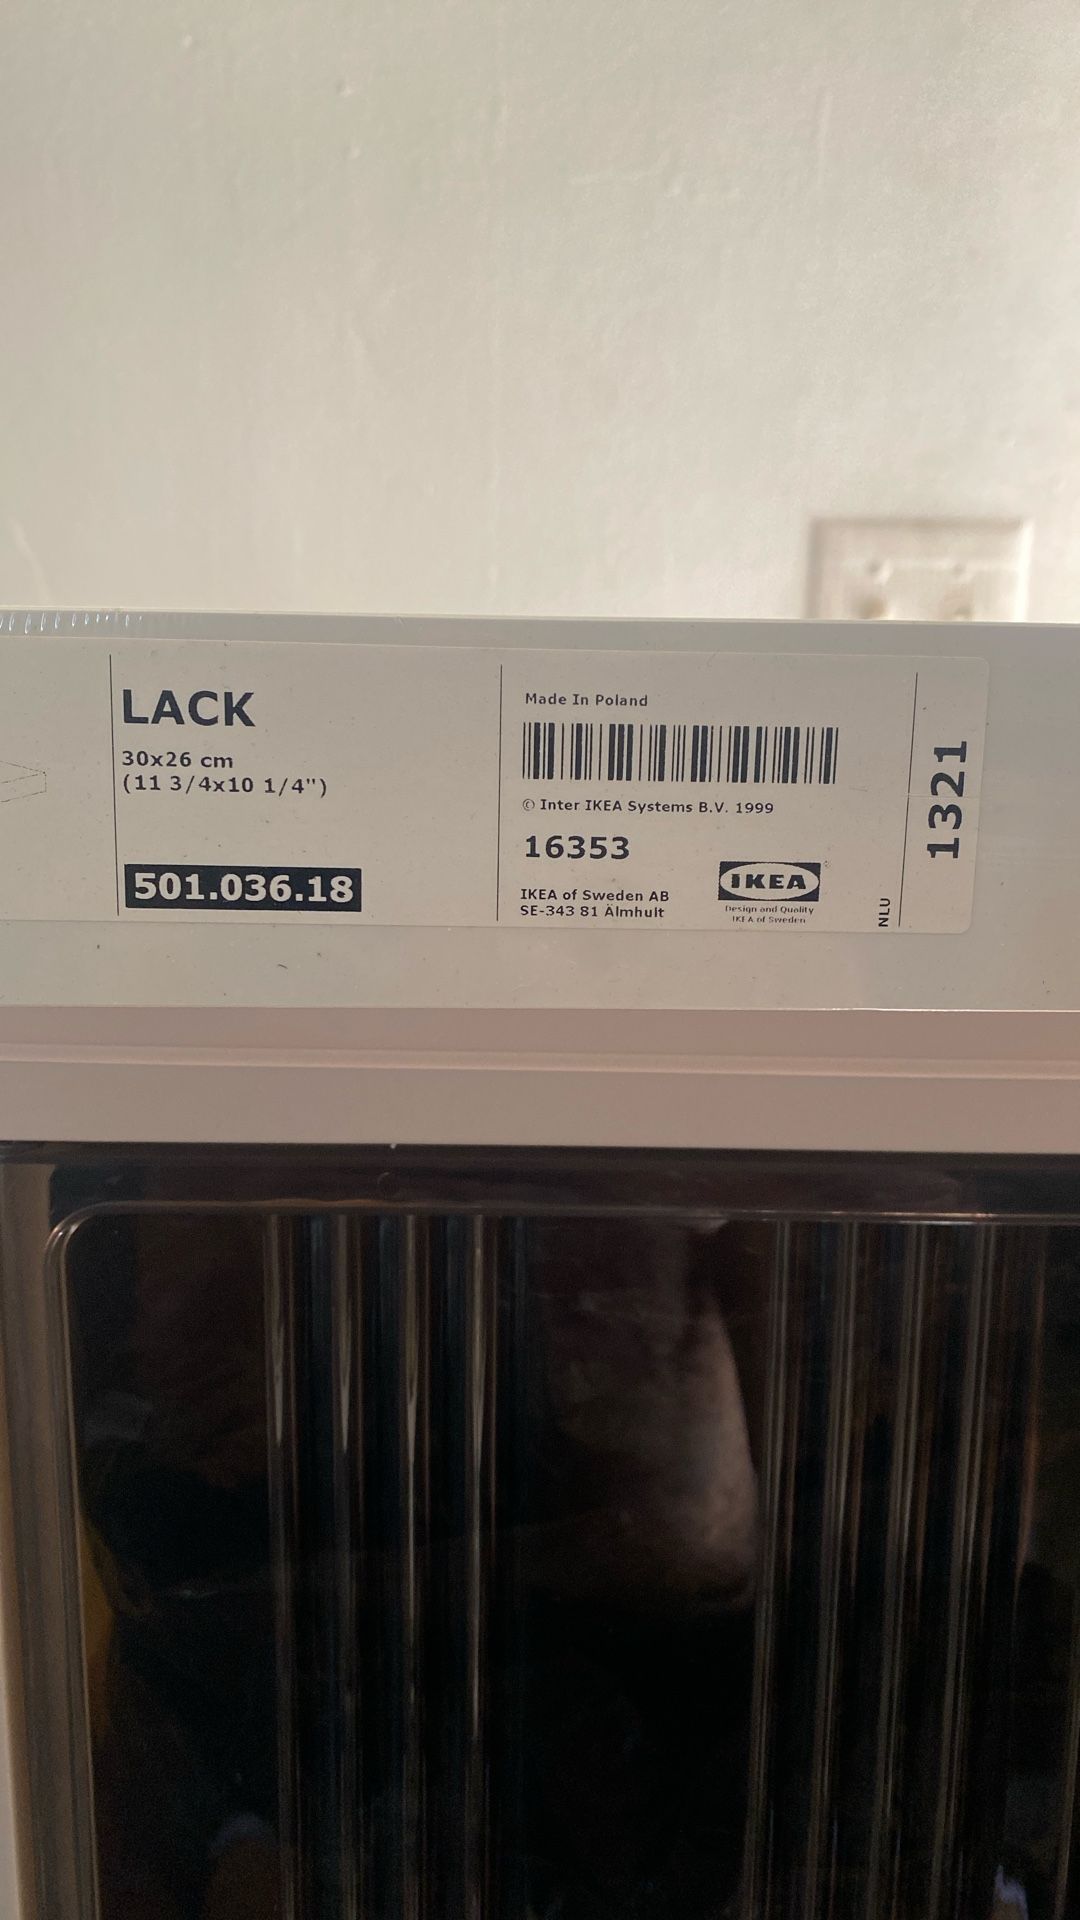 LACK
30x26 cm
(11 3/4x10 1/4")
501.036.18
Made In Poland
© Inter IKEA Systems B.V. 1999
16353
IKEA of Sweden AB
SE-343 81 Älmhult
IKEA®
Design and Quality
IKEA of Sweden
NLU
1321